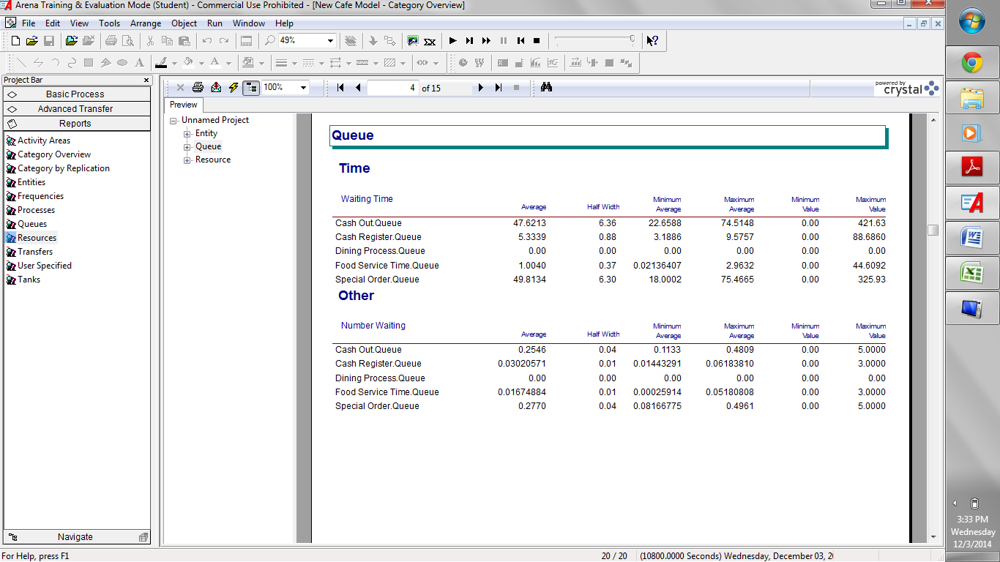 Arena Training & Evaluation Mode (Student) - Commercial Use Prohibited - [New Cafe Model - Category Overview]
File Edit View Tools Arrange Object Run Window Help
49%
Project Bar
Basic Process
Advanced Transfer
Reports
Activity Areas
Category Overview
Category by Replication
Entities
Frequencies
Processes
Queues
Resources
Transfers
User Specified
Tanks
Navigate
100% 4 of 15
powered by
crystal
Preview
Unnamed Project
Entity
Queue
Resource
Queue
Time
Waiting Time Average Half Width Minimum Average Maximum Average Minimum Value Maximum Value
Cash Out.Queue 47.6213 6.36 22.6588 74.5148 0.00 421.63
Cash Register.Queue 5.3339 0.88 3.1886 9.5757 0.00 88.6860
Dining Process.Queue 0.00 0.00 0.00 0.00 0.00 0.00
Food Service Time.Queue 1.0040 0.37 0.02136407 2.9632 0.00 44.6092
Special Order.Queue 49.8134 6.30 18.0002 75.4665 0.00 325.93
Other
Number Waiting Average Half Width Minimum Average Maximum Average Minimum Value Maximum Value
Cash Out.Queue 0.2546 0.04 0.1133 0.4809 0.00 5.0000
Cash Register.Queue 0.03020571 0.01 0.01443291 0.06183810 0.00 3.0000
Dining Process.Queue 0.00 0.00 0.00 0.00 0.00 0.00
Food Service Time.Queue 0.01674884 0.01 0.00025914 0.05180808 0.00 3.0000
Special Order.Queue 0.2770 0.04 0.08166775 0.4961 0.00 5.0000
For Help, press F1
20 / 20 (10800.0000 Seconds) Wednesday, December 03, 2
3:33 PM
Wednesday
12/3/2014